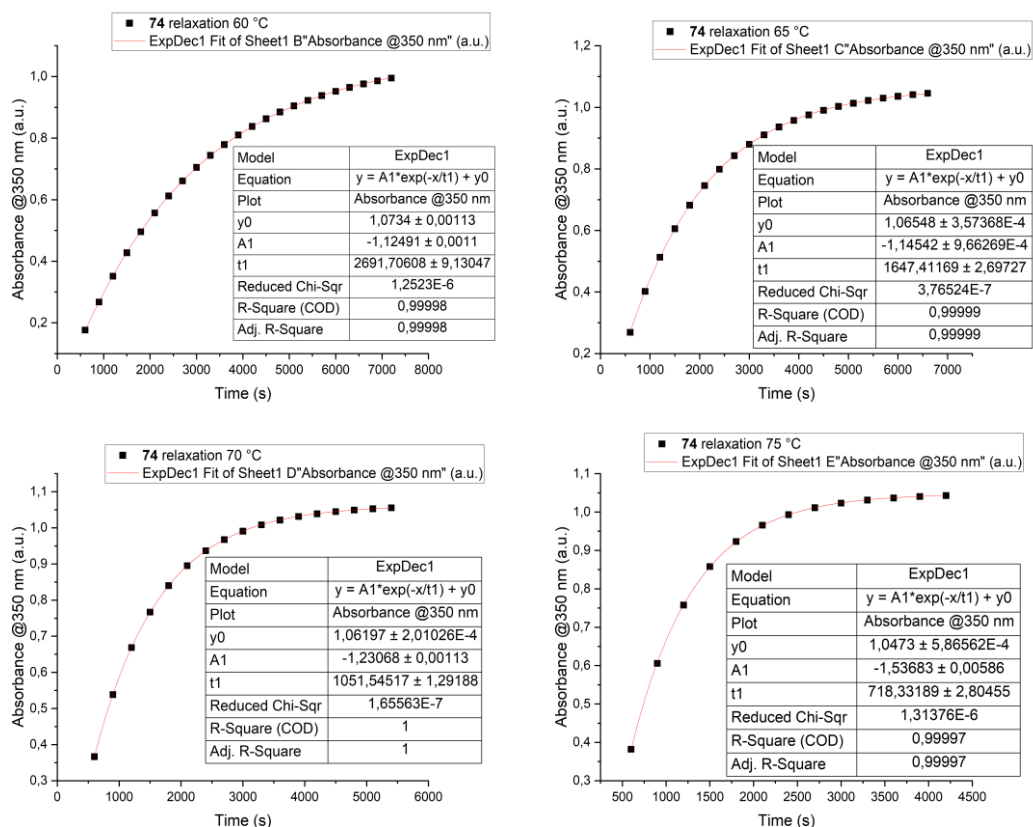 74 relaxation 60 °C
ExpDec1 Fit of Sheet1 B"Absorbance @350 nm" (a.u.)
Absorbance @350 nm (a.u.)
1,0
0,8
0,6
0,4
0,2
Model ExpDec1
Equation y = A1*exp(-x/t1) + y0
Plot Absorbance @350 nm
y0 1,0734 ± 0,00113
A1 -1,12491 ± 0,0011
t1 2691,70608 ± 9,13047
Reduced Chi-Sqr 1,2523E-6
R-Square (COD) 0,99998
Adj. R-Square 0,99998
0 1000 2000 3000 4000 5000 6000 7000 8000
Time (s)
74 relaxation 65 °C
ExpDec1 Fit of Sheet1 C"Absorbance @350 nm" (a.u.)
Absorbance @350 nm (a.u.)
1,2
1,0
0,8
0,6
0,4
0,2
Model ExpDec1
Equation y = A1*exp(-x/t1) + y0
Plot Absorbance @350 nm
y0 1,06548 ± 3,57368E-4
A1 -1,14542 ± 9,66269E-4
t1 1647,41169 ± 2,69727
Reduced Chi-Sqr 3,76524E-7
R-Square (COD) 0,99999
Adj. R-Square 0,99999
0 1000 2000 3000 4000 5000 6000 7000
Time (s)
74 relaxation 70 °C
ExpDec1 Fit of Sheet1 D"Absorbance @350 nm" (a.u.)
Absorbance @350 nm (a.u.)
1,1
1,0
0,9
0,8
0,7
0,6
0,5
0,4
0,3
Model ExpDec1
Equation y = A1*exp(-x/t1) + y0
Plot Absorbance @350 nm
y0 1,06197 ± 2,01026E-4
A1 -1,23068 ± 0,00113
t1 1051,54517 ± 1,29188
Reduced Chi-Sqr 1,65563E-7
R-Square (COD) 1
Adj. R-Square 1
0 1000 2000 3000 4000 5000 6000
Time (s)
74 relaxation 75 °C
ExpDec1 Fit of Sheet1 E"Absorbance @350 nm" (a.u.)
Absorbance @350 nm (a.u.)
1,1
1,0
0,9
0,8
0,7
0,6
0,5
0,4
0,3
Model ExpDec1
Equation y = A1*exp(-x/t1) + y0
Plot Absorbance @350 nm
y0 1,0473 ± 5,86562E-4
A1 -1,53683 ± 0,00586
t1 718,33189 ± 2,80455
Reduced Chi-Sqr 1,31376E-6
R-Square (COD) 0,99997
Adj. R-Square 0,99997
500 1000 1500 2000 2500 3000 3500 4000 4500
Time (s)